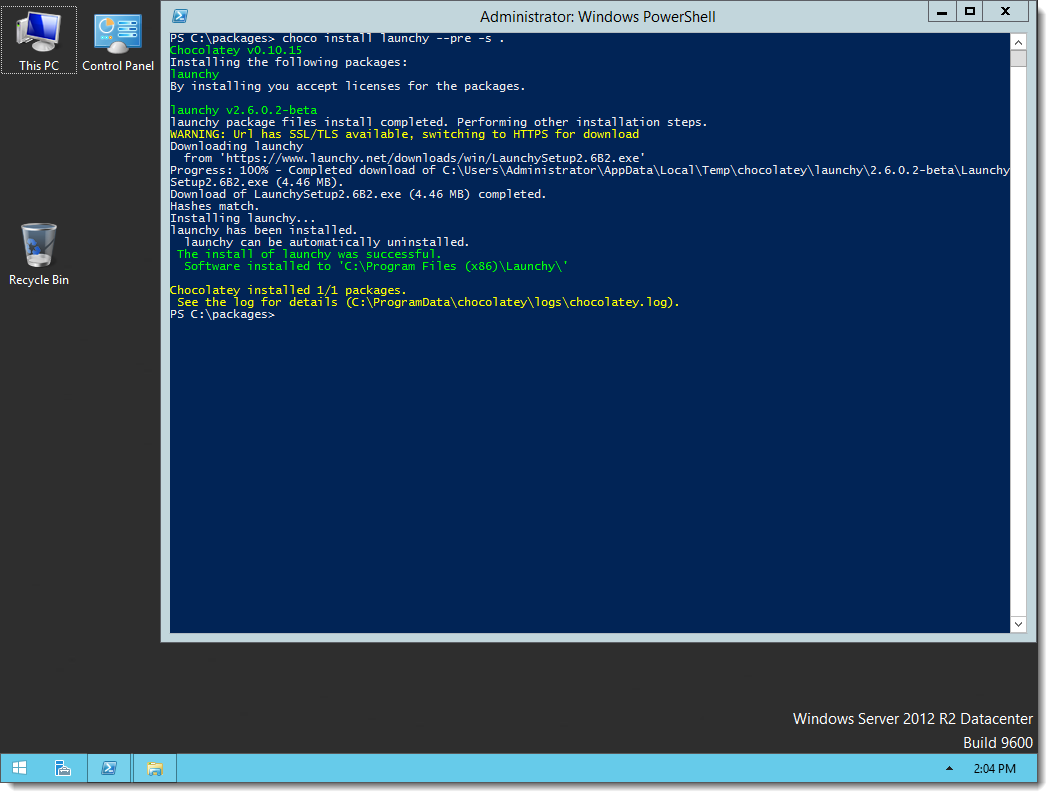 This PC
Control Panel
Recycle Bin
Administrator: Windows PowerShell
PS C:\packages> choco install launchy --pre -s .
Chocolatey v0.10.15
Installing the following packages:
launchy
By installing you accept licenses for the packages.
launchy v2.6.0.2-beta
launchy package files install completed. Performing other installation steps.
WARNING: Url has SSL/TLS available, switching to HTTPS for download
Downloading launchy
  from 'https://www.launchy.net/downloads/win/LaunchySetup2.6B2.exe'
Progress: 100% - Completed download of C:\Users\Administrator\AppData\Local\Temp\chocolatey\launchy\2.6.0.2-beta\Launchy
Setup2.6B2.exe (4.46 MB).
Download of LaunchySetup2.6B2.exe (4.46 MB) completed.
Hashes match.
Installing launchy...
launchy has been installed.
  launchy can be automatically uninstalled.
 The install of launchy was successful.
  Software installed to 'C:\Program Files (x86)\Launchy\'
Chocolatey installed 1/1 packages.
 See the log for details (C:\ProgramData\chocolatey\logs\chocolatey.log).
PS C:\packages>
Windows Server 2012 R2 Datacenter
Build 9600
2:04 PM